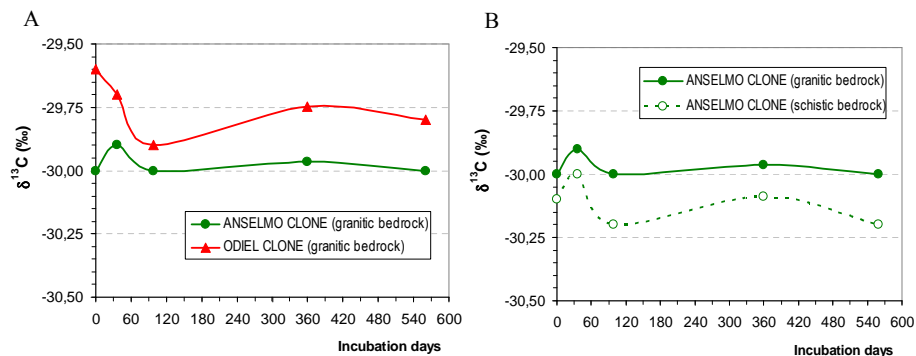 A
-29,50
-29,75
-30,00
-30,25
-30,50
δ13C (‰)
ANSELMO CLONE (granitic bedrock)
ODIEL CLONE (granitic bedrock)
0 60 120 180 240 300 360 420 480 540 600
Incubation days
B
-29,50
-29,75
-30,00
-30,25
-30,50
δ13C (‰)
ANSELMO CLONE (granitic bedrock)
ANSELMO CLONE (schistic bedrock)
0 60 120 180 240 300 360 420 480 540 600
Incubation days